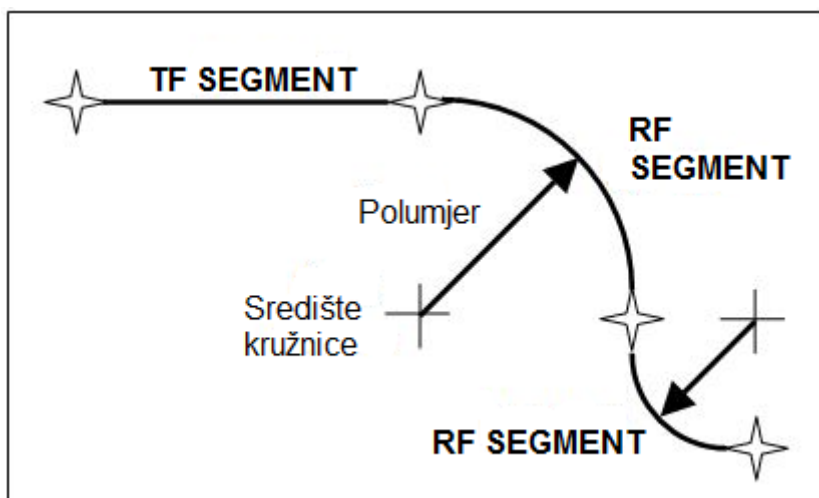 TF SEGMENT
RF
SEGMENT
Polumjer
Središte
kružnice
RF SEGMENT